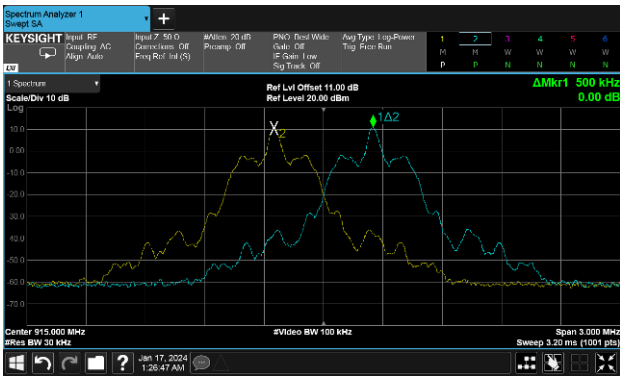 Spectrum Analyzer 1
Swept SA
+
KEYSIGHT Input: RF Input Z: 50 Ω #Atten: 20 dB PNO: Best Wide Avg Type: Log-Power 1 2 3 4 5 6
Coupling: AC Corrections: Off Preamp: Off Gate: Off Trig: Free Run M M W W W W
Align: Auto Freq Ref: Int (S) IF Gain: Low P P N N N N
Sig Track: Off
LXI
1 Spectrum
Ref Lvl Offset 11.00 dB ΔMkr1 500 kHz
Scale/Div 10 dB Ref Level 20.00 dBm 0.00 dB
Log
1Δ2
X2
10.0
0.00
-10.0
-20.0
-30.0
-40.0
-50.0
-60.0
-70.0
Center 915.000 MHz #Video BW 100 kHz Span 3.000 MHz
#Res BW 30 kHz Sweep 3.20 ms (1001 pts)
? Jan 17, 2024
1:26:47 AM